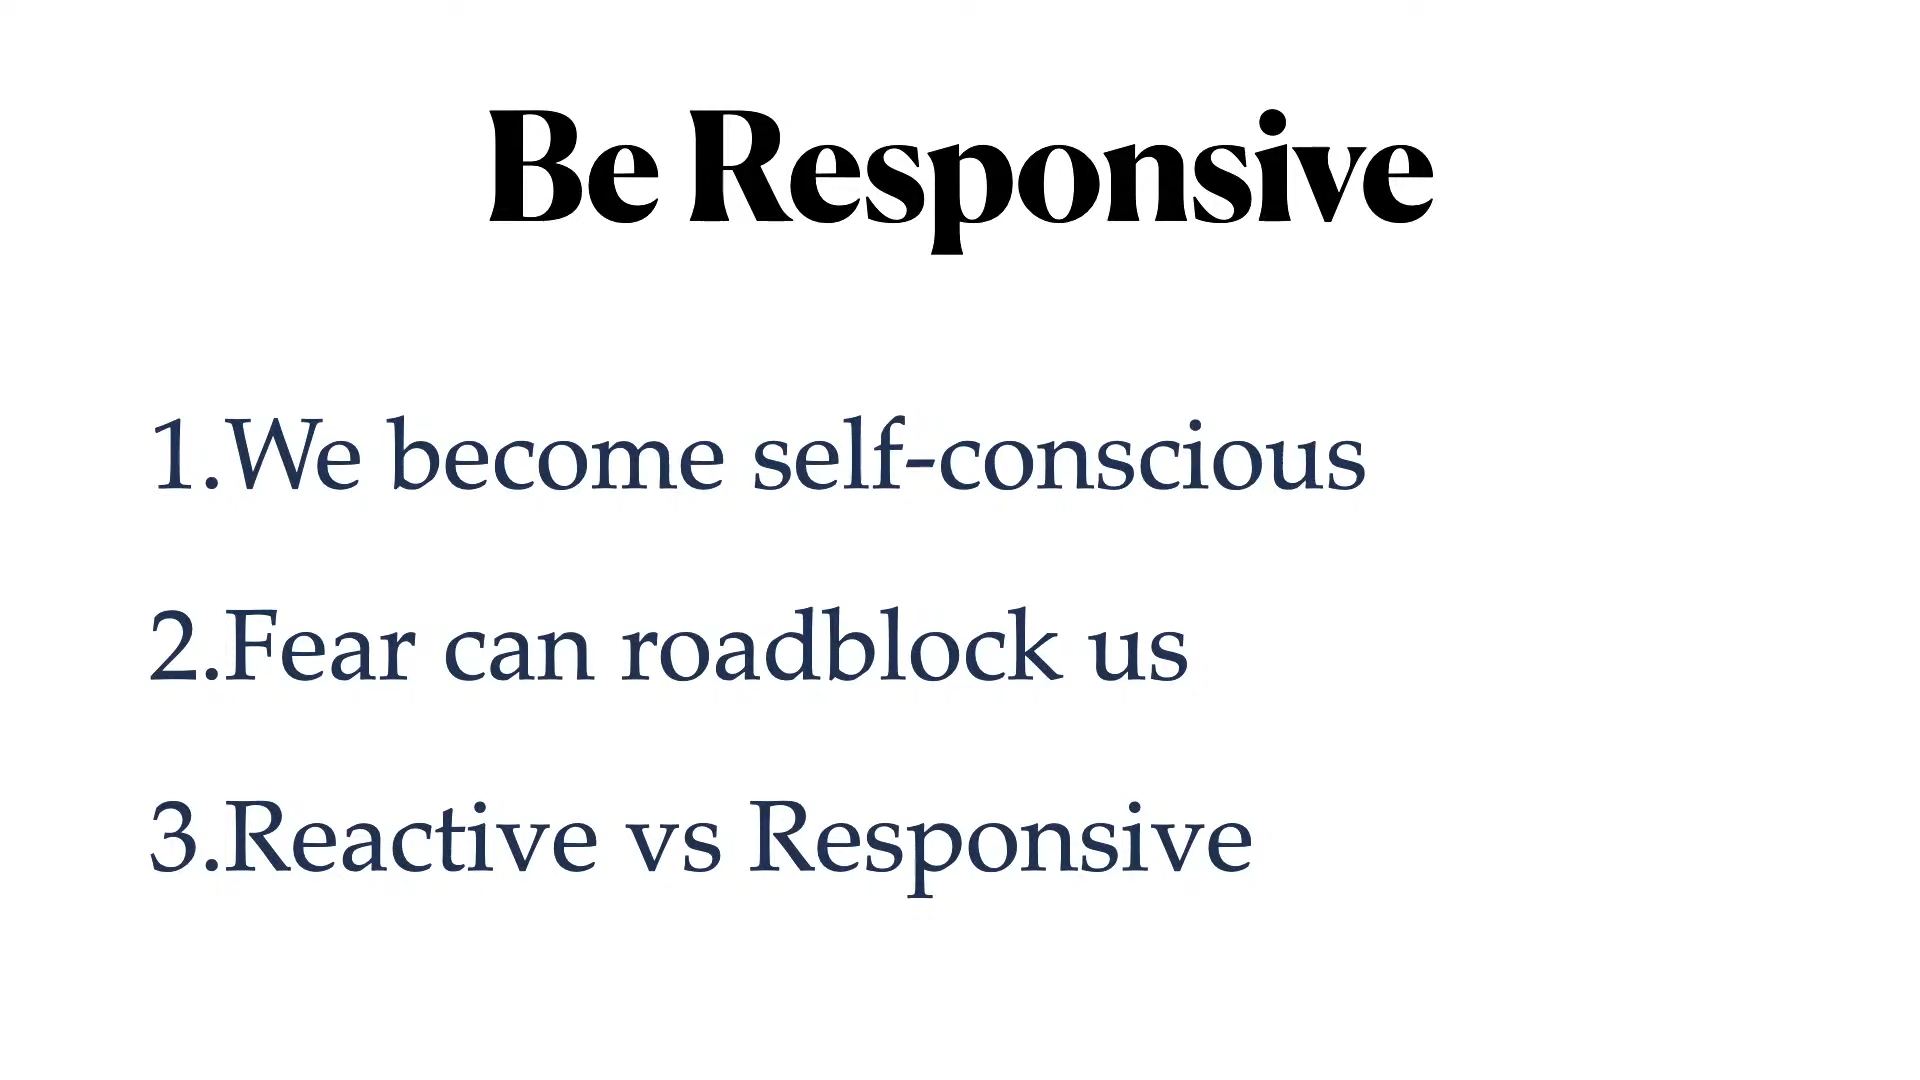 Be Responsive
1.We become self-conscious
2.Fear can roadblock us
3.Reactive vs Responsive